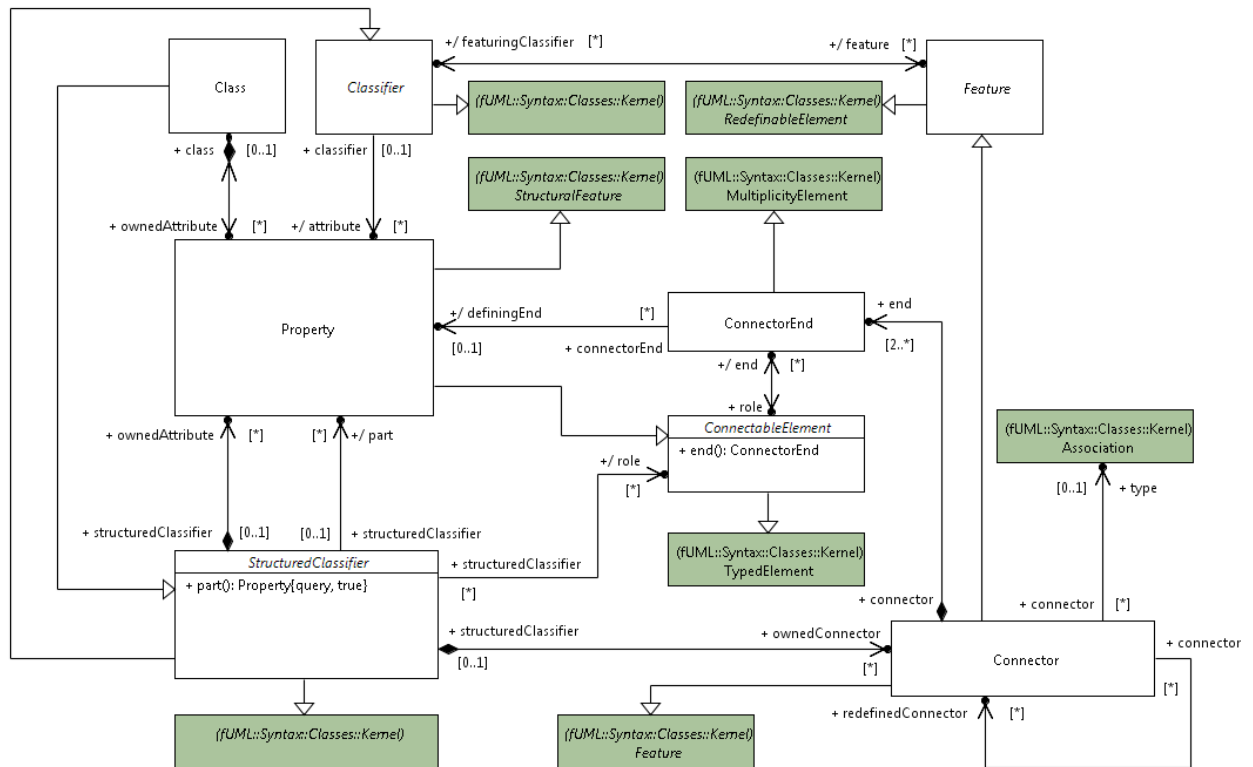 +/ featuringClassifier [*]
+/ feature [*]
Class
Classifier
Feature
(fUML::Syntax::Classes::Kernel)
(fUML::Syntax::Classes::Kernel)
RedefinableElement
+ class [0..1]
+ classifier [0..1]
(fUML::Syntax::Classes::Kernel)
StructuralFeature
(fUML::Syntax::Classes::Kernel)
MultiplicityElement
+ ownedAttribute [*]
+/ attribute [*]
Property
+/ definingEnd [*]
[0..1] + connectorEnd
ConnectorEnd
+ end
[2..*]
+/ end [*]
+ role
ConnectableElement
+ end(): ConnectorEnd
+ ownedAttribute [*]
[*] +/ part
+/ role
[*]
(fUML::Syntax::Classes::Kernel)
Association
[0..1] + type
+ structuredClassifier [0..1]
[0..1] + structuredClassifier
StructuredClassifier
+ part(): Property{query, true}
+ structuredClassifier
[*]
(fUML::Syntax::Classes::Kernel)
TypedElement
+ connector
+ connector [*]
+ structuredClassifier
[0..1]
+ ownedConnector
[*]
Connector
+ connector
[*]
+ redefinedConnector [*]
(fUML::Syntax::Classes::Kernel)
(fUML::Syntax::Classes::Kernel)
Feature